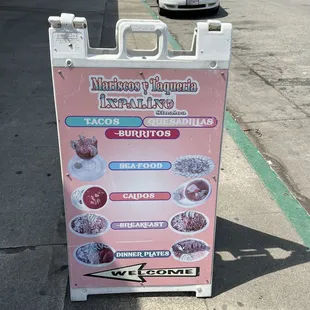 Mariscos y Taqueria
IXPALINO
Sinaloa
TACOS QUESADILLAS
-BURRITOS
SEA-FOOD
CALDOS
-BREAKFAST
DINNER PLATES
WELCOME